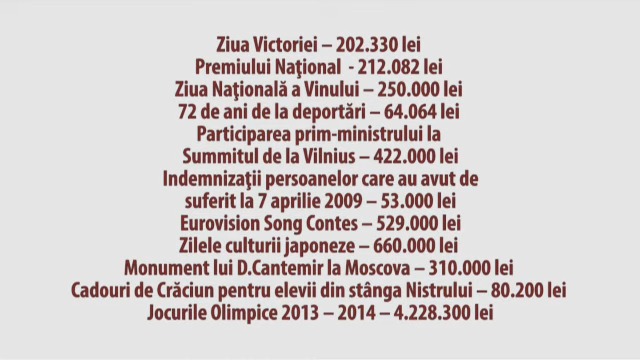 Ziua Victoriei – 202.330 lei
Premiului Naţional  - 212.082 lei
Ziua Naţională a Vinului – 250.000 lei
72 de ani de la deportări – 64.064 lei
Participarea prim-ministrului la
Summitul de la Vilnius – 422.000 lei
Indemnizaţii persoanelor care au avut de
suferit la 7 aprilie 2009 – 53.000 lei
Eurovision Song Contes – 529.000 lei
Zilele culturii japoneze – 660.000 lei
Monument lui D.Cantemir la Moscova – 310.000 lei
Cadouri de Crăciun pentru elevii din stânga Nistrului – 80.200 lei
Jocurile Olimpice 2013 – 2014 – 4.228.300 lei